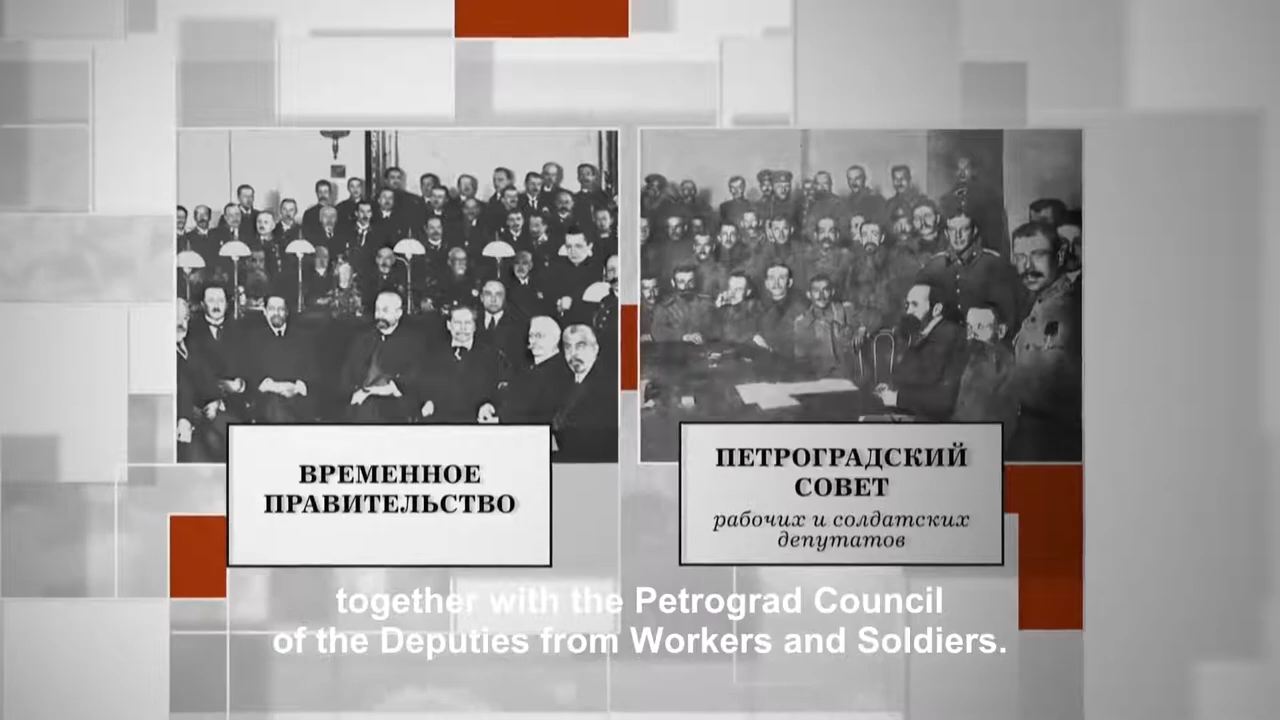 ВРЕМЕННОЕ
ПРАВИТЕЛЬСТВО
ПЕТРОГРАДСКИЙ
СОВЕТ
рабочих и солдатских
депутатов
together with the Petrograd Council
of the Deputies from Workers and Soldiers.